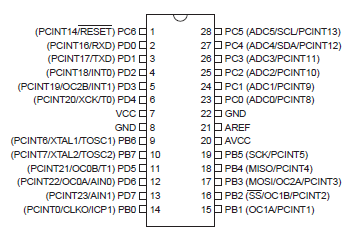 (PCINT14/RESET) PC6 1 28 PC5 (ADC5/SCL/PCINT13)
(PCINT16/RXD) PD0 2 27 PC4 (ADC4/SDA/PCINT12)
(PCINT17/TXD) PD1 3 26 PC3 (ADC3/PCINT11)
(PCINT18/INT0) PD2 4 25 PC2 (ADC2/PCINT10)
(PCINT19/OC2B/INT1) PD3 5 24 PC1 (ADC1/PCINT9)
(PCINT20/XCK/T0) PD4 6 23 PC0 (ADC0/PCINT8)
VCC 7 22 GND
GND 8 21 AREF
(PCINT6/XTAL1/TOSC1) PB6 9 20 AVCC
(PCINT7/XTAL2/TOSC2) PB7 10 19 PB5 (SCK/PCINT5)
(PCINT21/OC0B/T1) PD5 11 18 PB4 (MISO/PCINT4)
(PCINT22/OC0A/AIN0) PD6 12 17 PB3 (MOSI/OC2A/PCINT3)
(PCINT23/AIN1) PD7 13 16 PB2 (SS/OC1B/PCINT2)
(PCINT0/CLKO/ICP1) PB0 14 15 PB1 (OC1A/PCINT1)